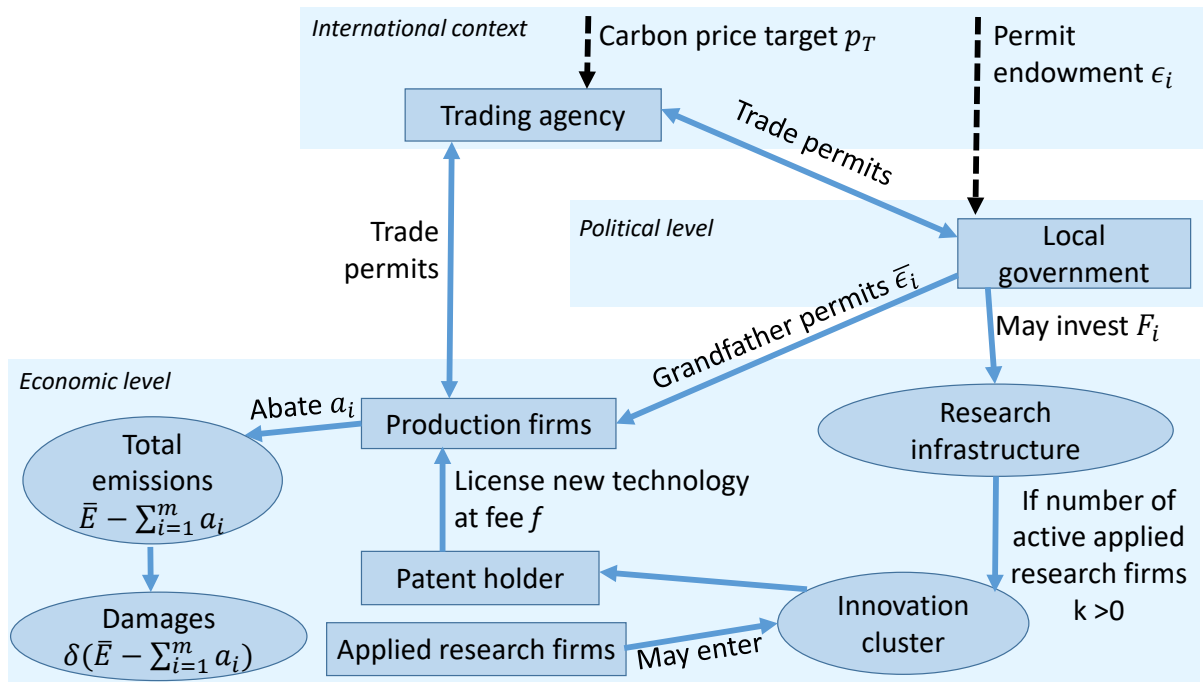 International context
Carbon price target $p_T$
Permit
endowment $\epsilon_i$
Trading agency
Trade permits
Political level
Local
government
Trade
permits
Grandfather permits $\overline{\epsilon_i}$
May invest $F_i$
Economic level
Abate $a_i$
Production firms
Research
infrastructure
Total
emissions
$\bar{E} - \sum_{i=1}^{m} a_i$
License new technology
at fee f
If number of
active applied
research firms
k >0
Patent holder
Innovation
cluster
Damages
$\delta(\bar{E} - \sum_{i=1}^{m} a_i)$
Applied research firms
May enter